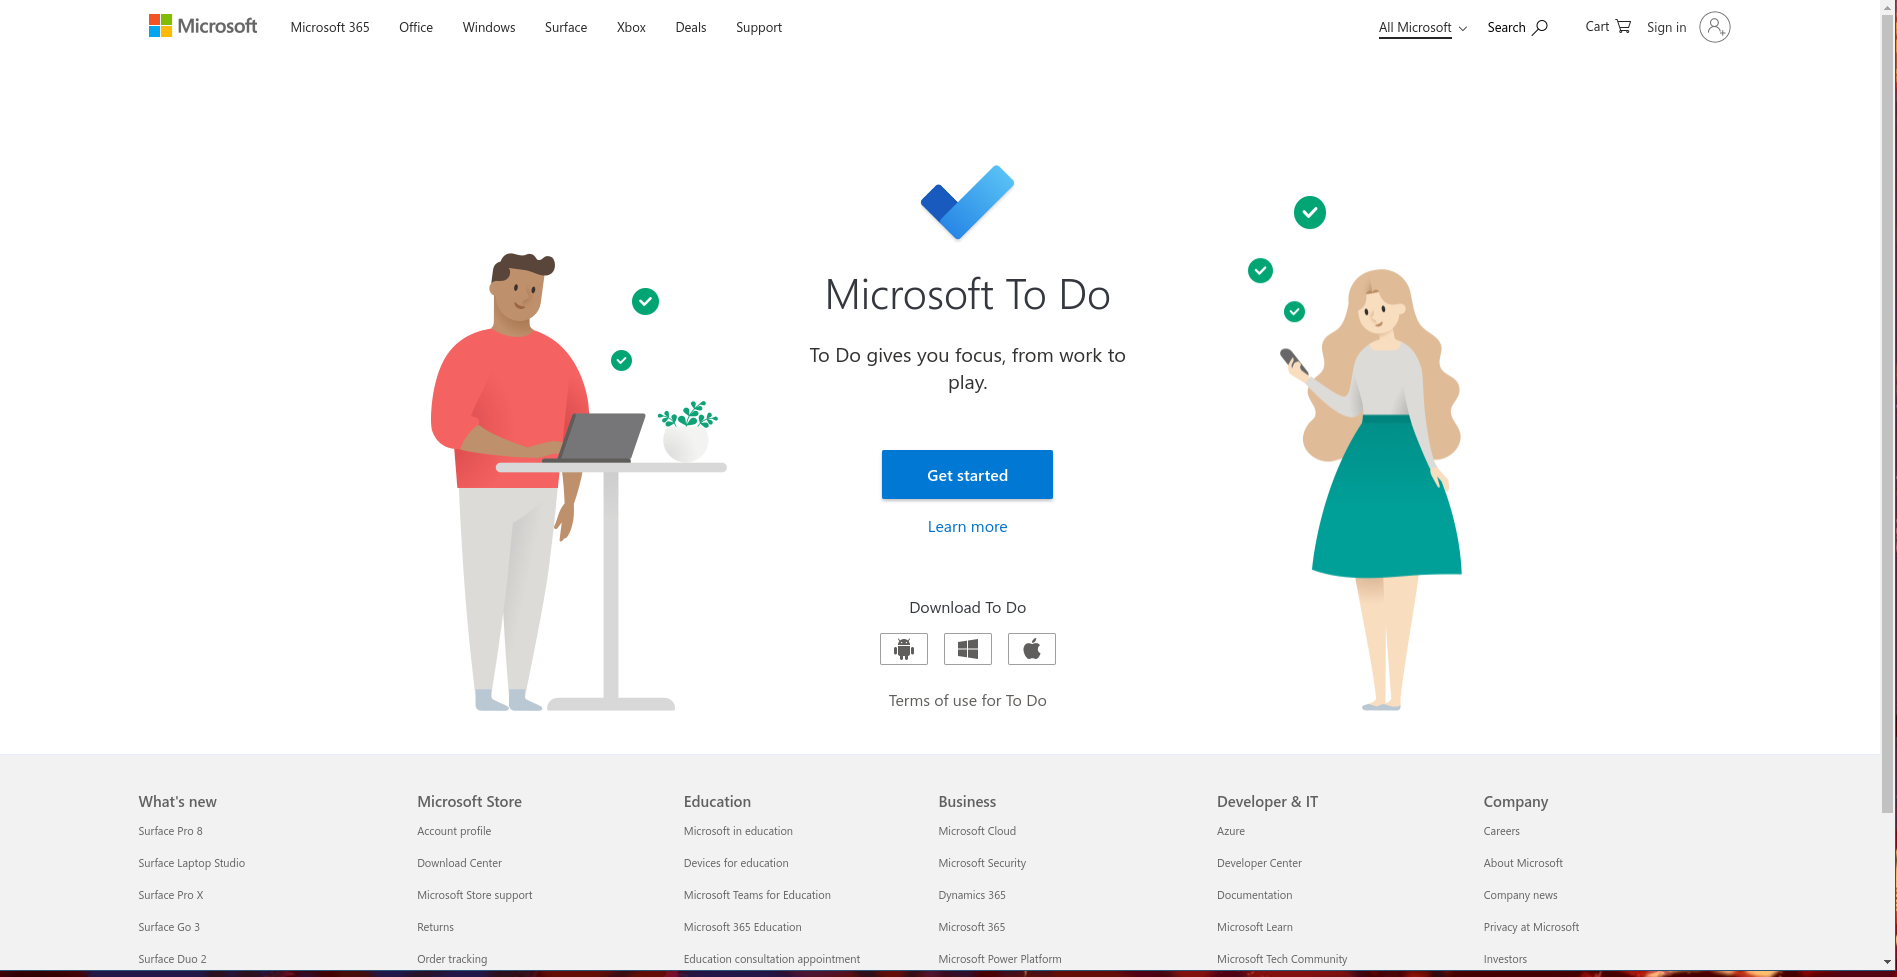 Microsoft
Microsoft 365 Office Windows Surface Xbox Deals Support
All Microsoft Search Cart Sign in
Microsoft To Do
To Do gives you focus, from work to
play.
Get started
Learn more
Download To Do
Terms of use for To Do
What's new
Surface Pro 8
Surface Laptop Studio
Surface Pro X
Surface Go 3
Surface Duo 2
Microsoft Store
Account profile
Download Center
Microsoft Store support
Returns
Order tracking
Education
Microsoft in education
Devices for education
Microsoft Teams for Education
Microsoft 365 Education
Education consultation appointment
Business
Microsoft Cloud
Microsoft Security
Dynamics 365
Microsoft 365
Microsoft Power Platform
Developer & IT
Azure
Developer Center
Documentation
Microsoft Learn
Microsoft Tech Community
Company
Careers
About Microsoft
Company news
Privacy at Microsoft
Investors